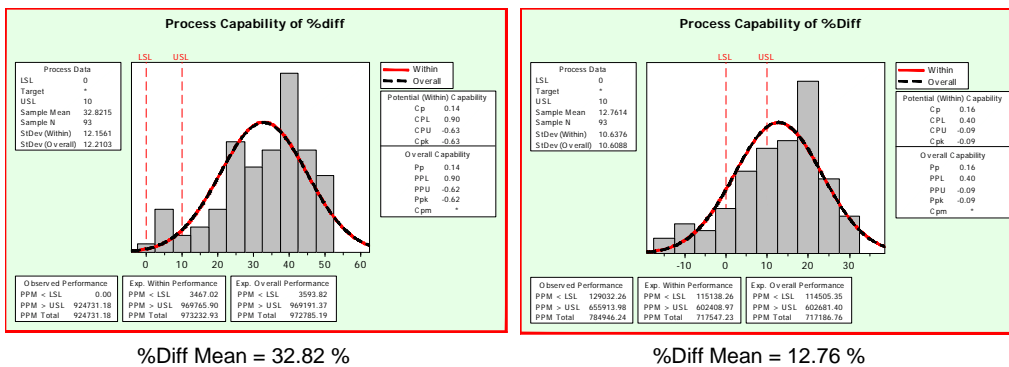 Process Capability of %diff
LSL USL
Process Data
LSL 0
Target *
USL 10
Sample Mean 32.8215
Sample N 93
StDev (Within) 12.1561
StDev (Overall) 12.2103
Within
Overall
Potential (Within) Capability
Cp 0.14
CPL 0.90
CPU -0.63
Cpk -0.63
Overall Capability
Pp 0.14
PPL 0.90
PPU -0.62
Ppk -0.62
Cpm *
0 10 20 30 40 50 60
Observed Performance
PPM < LSL 0.00
PPM > USL 924731.18
PPM Total 924731.18
Exp. Within Performance
PPM < LSL 3467.02
PPM > USL 969765.90
PPM Total 973232.93
Exp. Overall Performance
PPM < LSL 3593.82
PPM > USL 969191.37
PPM Total 972785.19
%Diff Mean = 32.82 %
Process Capability of %Diff
LSL USL
Process Data
LSL 0
Target *
USL 10
Sample Mean 12.7614
Sample N 93
StDev (Within) 10.6376
StDev (Overall) 10.6088
Within
Overall
Potential (Within) Capability
Cp 0.16
CPL 0.40
CPU -0.09
Cpk -0.09
Overall Capability
Pp 0.16
PPL 0.40
PPU -0.09
Ppk -0.09
Cpm *
-10 0 10 20 30
Observed Performance
PPM < LSL 129032.26
PPM > USL 655913.98
PPM Total 784946.24
Exp. Within Performance
PPM < LSL 115138.26
PPM > USL 602408.97
PPM Total 717547.23
Exp. Overall Performance
PPM < LSL 114505.35
PPM > USL 602681.40
PPM Total 717186.76
%Diff Mean = 12.76 %